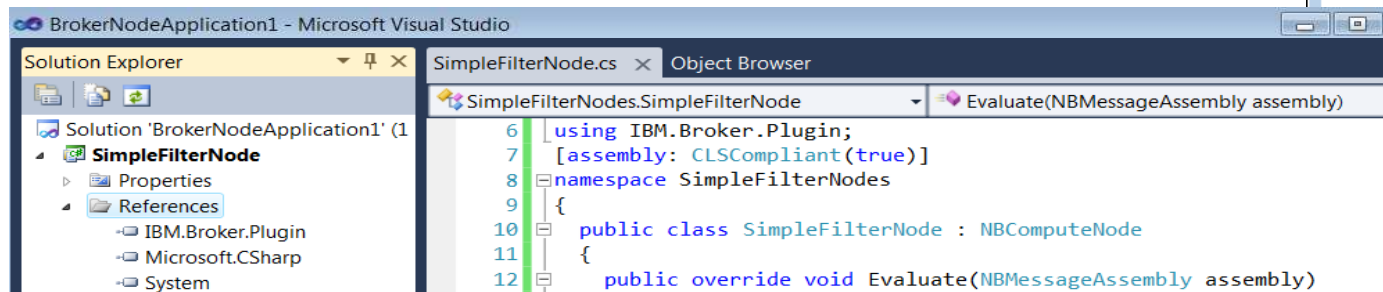 BrokerNodeApplication1 - Microsoft Visual Studio
Solution Explorer
Solution 'BrokerNodeApplication1' (1
SimpleFilterNode
Properties
References
IBM.Broker.Plugin
Microsoft.CSharp
System
SimpleFilterNode.cs Object Browser
SimpleFilterNodes.SimpleFilterNode Evaluate(NBMessageAssembly assembly)
6 using IBM.Broker.Plugin;
7 [assembly: CLSCompliant(true)]
8 namespace SimpleFilterNodes
9 {
10 public class SimpleFilterNode : NBComputeNode
11 {
12 public override void Evaluate(NBMessageAssembly assembly)